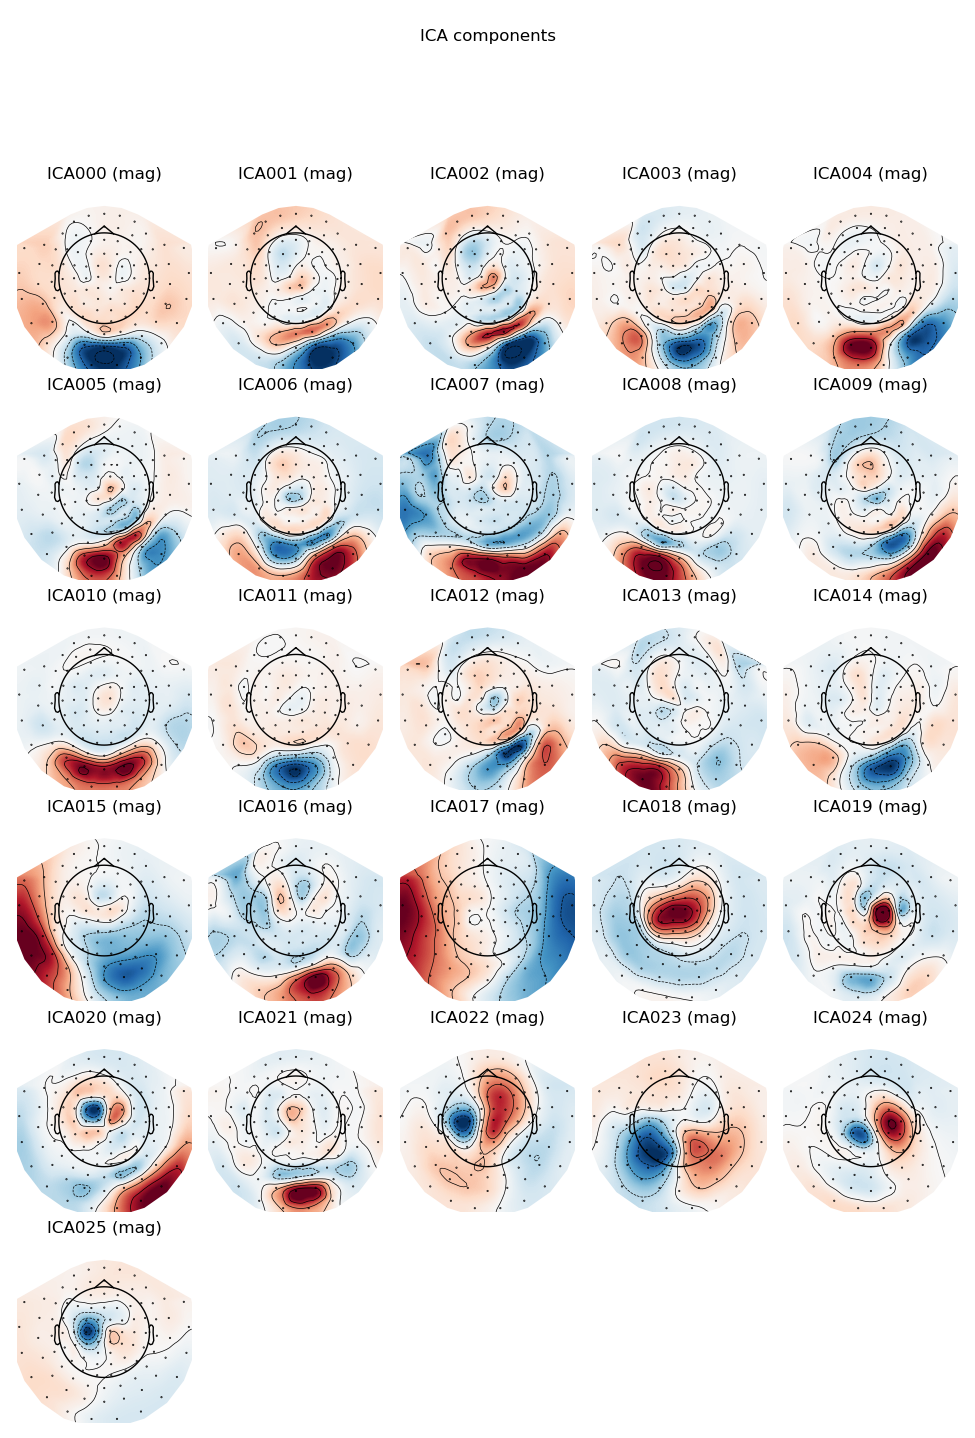 ICA components
ICA000 (mag) ICA001 (mag) ICA002 (mag) ICA003 (mag) ICA004 (mag)
ICA005 (mag) ICA006 (mag) ICA007 (mag) ICA008 (mag) ICA009 (mag)
ICA010 (mag) ICA011 (mag) ICA012 (mag) ICA013 (mag) ICA014 (mag)
ICA015 (mag) ICA016 (mag) ICA017 (mag) ICA018 (mag) ICA019 (mag)
ICA020 (mag) ICA021 (mag) ICA022 (mag) ICA023 (mag) ICA024 (mag)
ICA025 (mag)